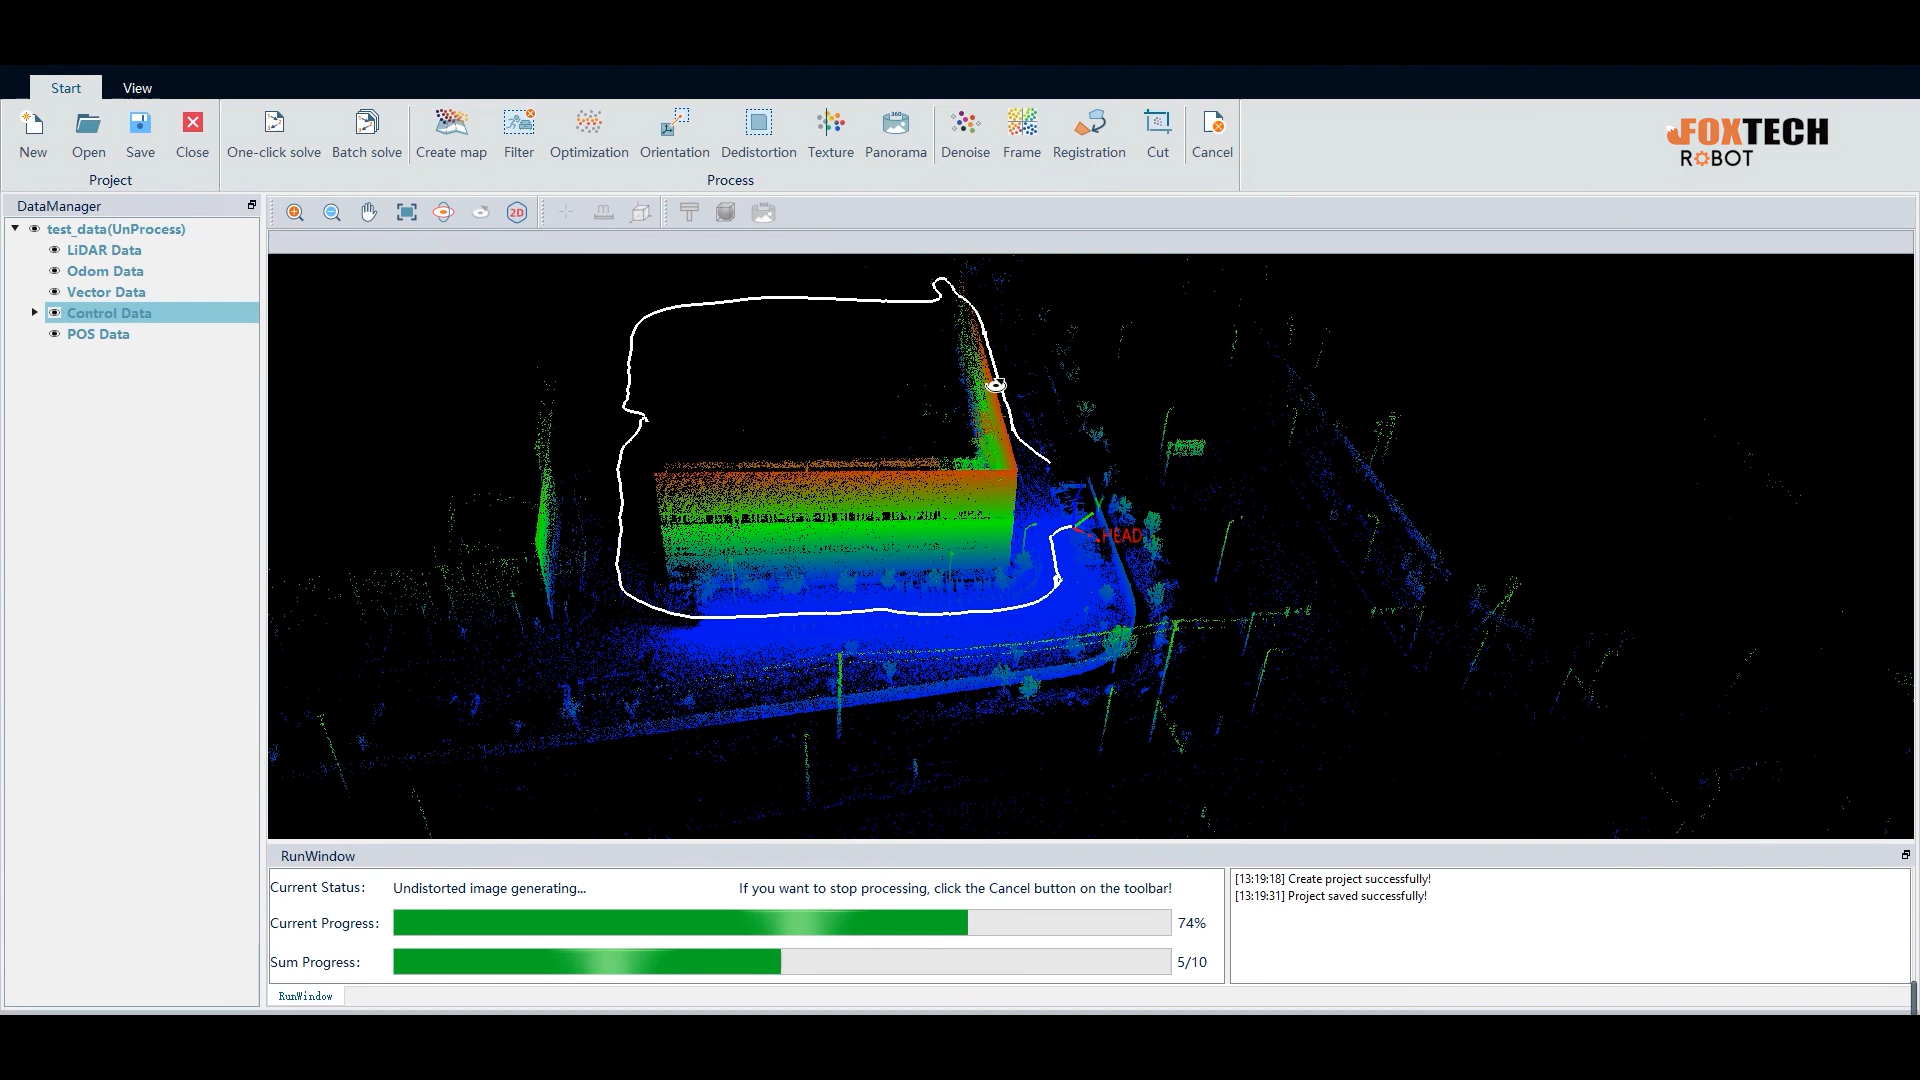 Start View
New Open Save Close One-click solve Batch solve Create map Filter Optimization Orientation Dedistortion Texture 360 Panorama Denoise Frame Registration Cut Cancel
Project Process
FOXTECH
ROBOT
DataManager
2D
test_data(UnProcess)
LiDAR Data
Odom Data
Vector Data
Control Data
POS Data
HEAD
RunWindow
Current Status: Undistorted image generating... If you want to stop processing, click the Cancel button on the toolbar!
Current Progress: 74%
Sum Progress: 5/10
[13:19:18] Create project successfully!
[13:19:31] Project saved successfully!
RunWindow